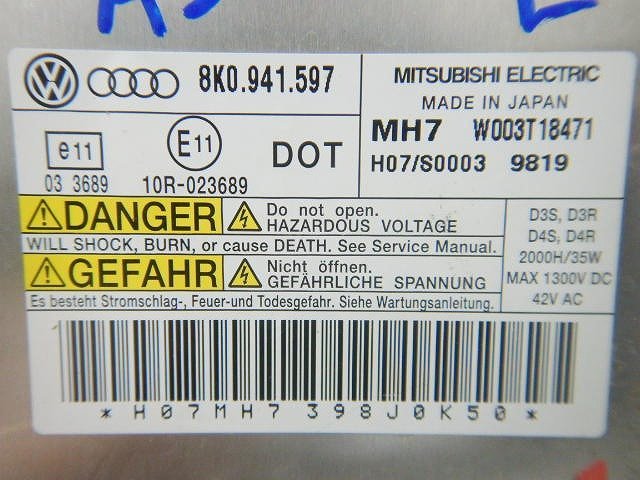 8K0.941.597
MITSUBISHI ELECTRIC
MADE IN JAPAN
MH7 W003T18471
H07/S0003 9819
e11
03 3689
E11
10R-023689
DOT
DANGER
Do not open.
HAZARDOUS VOLTAGE
WILL SHOCK, BURN, or cause DEATH. See Service Manual.
GEFAHR
Nicht öffnen.
GEFÄHRLICHE SPANNUNG
Es besteht Stromschlag-, Feuer-und Todesgefahr. Siehe Wartungsanleitung.
D3S, D3R
D4S, D4R
2000H/35W
MAX 1300V DC
42V AC
*H07MH7398J0K50*